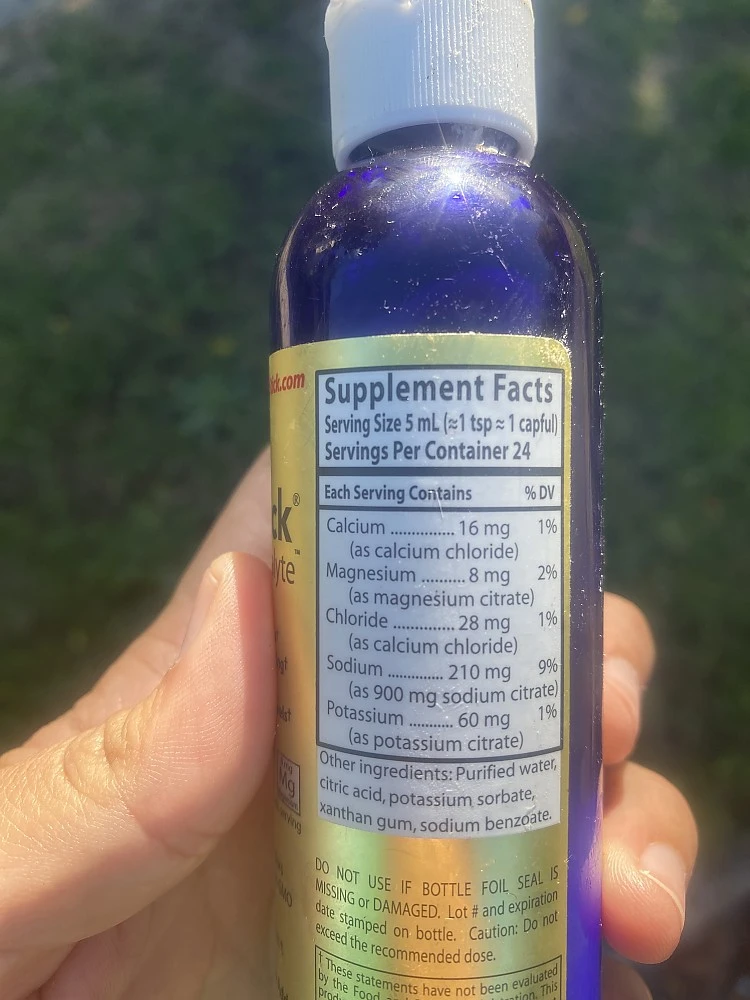 ick.com
Supplement Facts
Serving Size 5 mL (≈1 tsp ≈ 1 capful)
Servings Per Container 24
Each Serving Contains % DV
Calcium ............... 16 mg 1%
(as calcium chloride)
Magnesium .......... 8 mg 2%
(as magnesium citrate)
Chloride .............. 28 mg 1%
(as calcium chloride)
Sodium ............. 210 mg 9%
(as 900 mg sodium citrate)
Potassium .......... 60 mg 1%
(as potassium citrate)
Other ingredients: Purified water,
citric acid, potassium sorbate,
xanthan gum, sodium benzoate.
ck®
lyte™
Mg
erving
DO NOT USE IF BOTTLE FOIL SEAL IS
MISSING or DAMAGED. Lot # and expiration
date stamped on bottle. Caution: Do not
exceed the recommended dose.
† These statements have not been evaluated
by the Food This